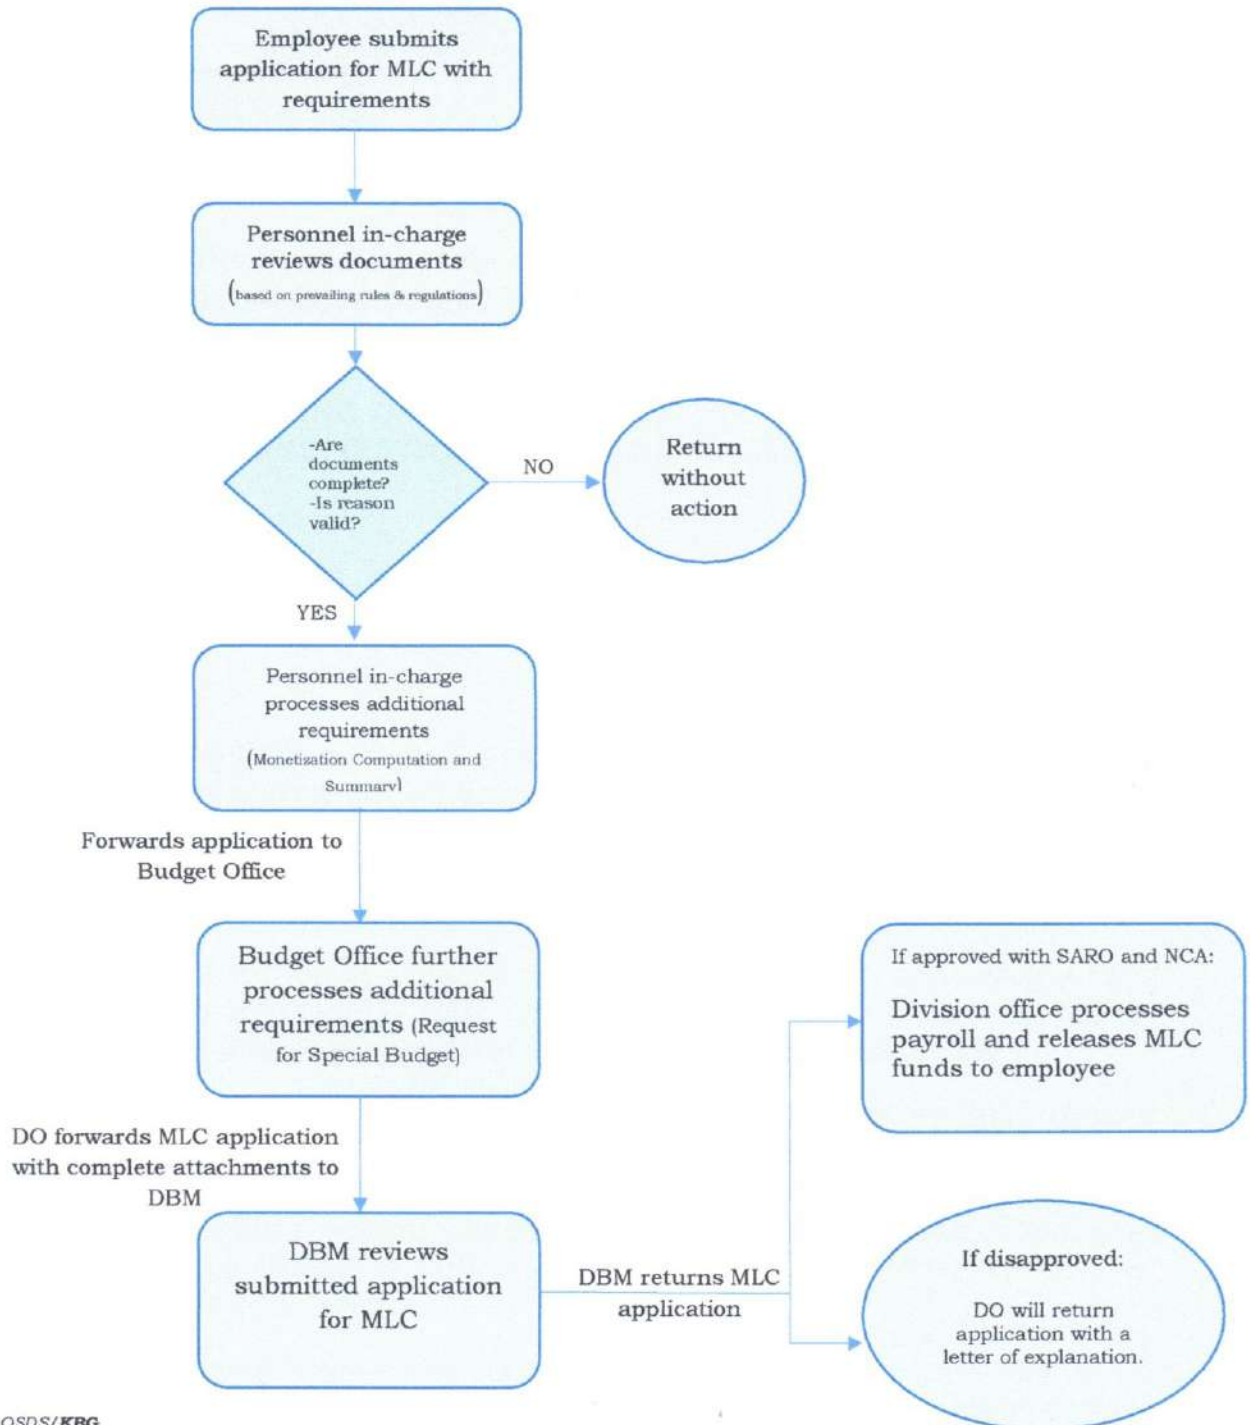 Employee submits
application for MLC with
requirements
Personnel in-charge
reviews documents
(based on prevailing rules & regulations)
-Are
documents
complete?
-Is reason
valid?
NO
Return
without
action
YES
Personnel in-charge
processes additional
requirements
(Monetization Computation and
Summary)
Forwards application to
Budget Office
Budget Office further
processes additional
requirements (Request
for Special Budget)
DO forwards MLC application
with complete attachments to
DBM
DBM reviews
submitted application
for MLC
DBM returns MLC
application
If approved with SARO and NCA:
Division office processes
payroll and releases MLC
funds to employee
If disapproved:
DO will return
application with a
letter of explanation.
OSDS/KBG